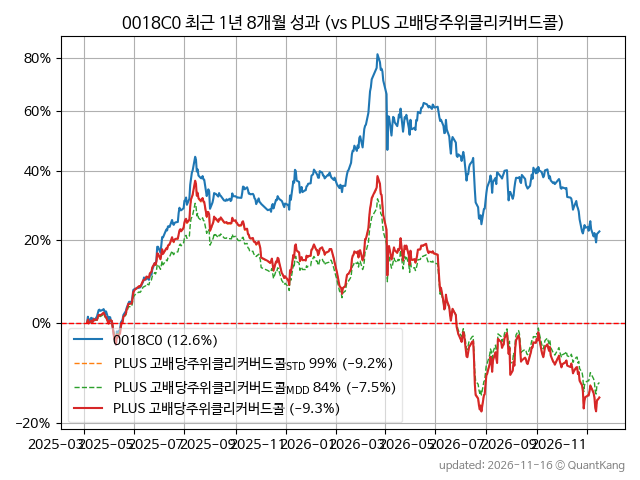 0018C0 최근 1년 8개월 성과 (vs PLUS 고배당주위클리커버드콜)
80%
60%
40%
20%
0%
−20%
0018C0 (12.6%)
PLUS 고배당주위클리커버드콜STD 99% (−9.2%)
PLUS 고배당주위클리커버드콜MDD 84% (−7.5%)
PLUS 고배당주위클리커버드콜 (−9.3%)
2025-03 2025-05 2025-07 2025-09 2025-11 2026-01 2026-03 2026-05 2026-07 2026-09 2026-11
updated: 2026-11-16 © QuantKang